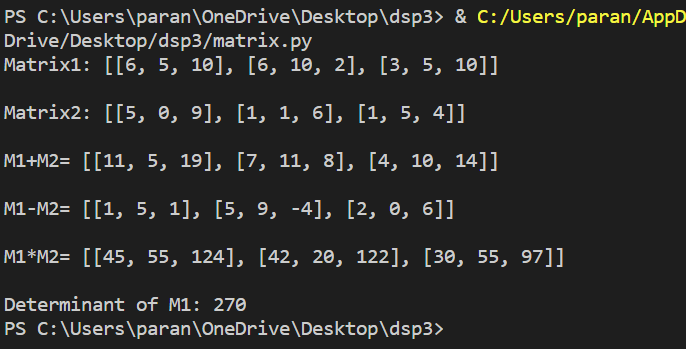 PS C:\Users\paran\OneDrive\Desktop\dsp3> & C:/Users/paran/AppD
Drive/Desktop/dsp3/matrix.py
Matrix1: [[6, 5, 10], [6, 10, 2], [3, 5, 10]]
Matrix2: [[5, 0, 9], [1, 1, 6], [1, 5, 4]]
M1+M2= [[11, 5, 19], [7, 11, 8], [4, 10, 14]]
M1-M2= [[1, 5, 1], [5, 9, -4], [2, 0, 6]]
M1*M2= [[45, 55, 124], [42, 20, 122], [30, 55, 97]]
Determinant of M1: 270
PS C:\Users\paran\OneDrive\Desktop\dsp3>